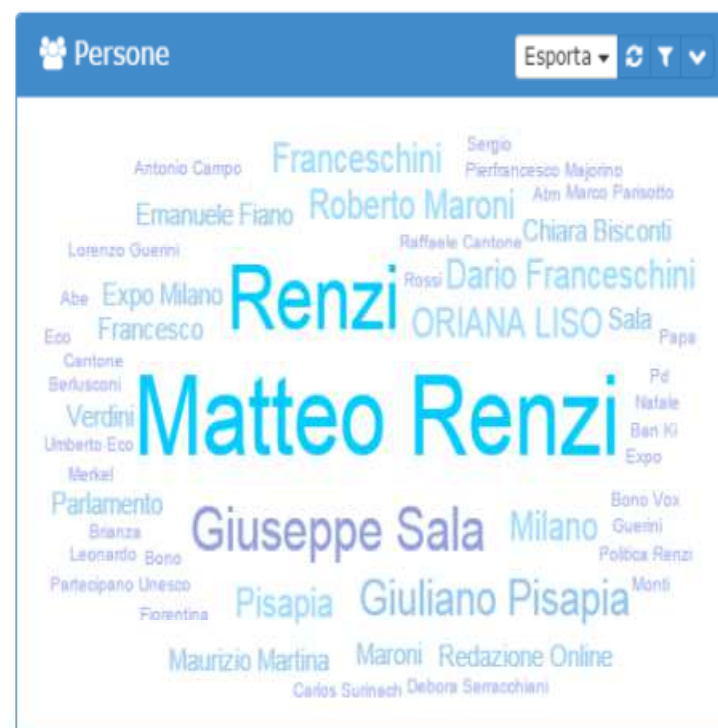 Persone
Esporta
Sergio
Antonio Campo Franceschini Pierfrancesco Majorino
Atm Marco Parisotto
Emanuele Fiano Roberto Maroni
Raffaele Cantone Chiara Bisconti
Lorenzo Guerini
Renzi Rossi Dario Franceschini
Abe Expo Milano
Eco Francesco ORIANA LISO Sala Papa
Cantone
Berlusconi Pd
Verdini Matteo Renzi Natale
Umberto Eco Ban Ki
Expo
Merkel
Parlamento Bono Vox
Brianza Giuseppe Sala Milano Guerini
Leonardo Bono Politica Renzi
Partecipano Unesco Monti
Fiorentina Pisapia Giuliano Pisapia
Maurizio Martina Maroni Redazione Online
Carlos Surinach Debora Serracchiani